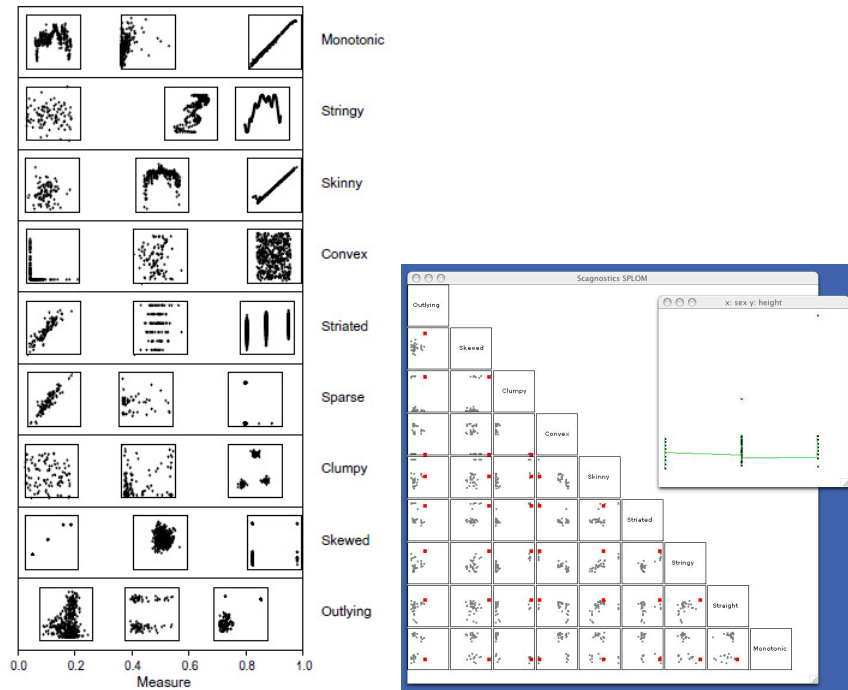 Monotonic
Stringy
Skinny
Convex
Striated
Sparse
Clumpy
Skewed
Outlying
0.0 0.2 0.4 0.6 0.8 1.0
Measure
Scagnostics SPLOM
x: sex y: height
Outlying
Skewed
Clumpy
Convex
Skinny
Striated
Stringy
Straight
Monotonic